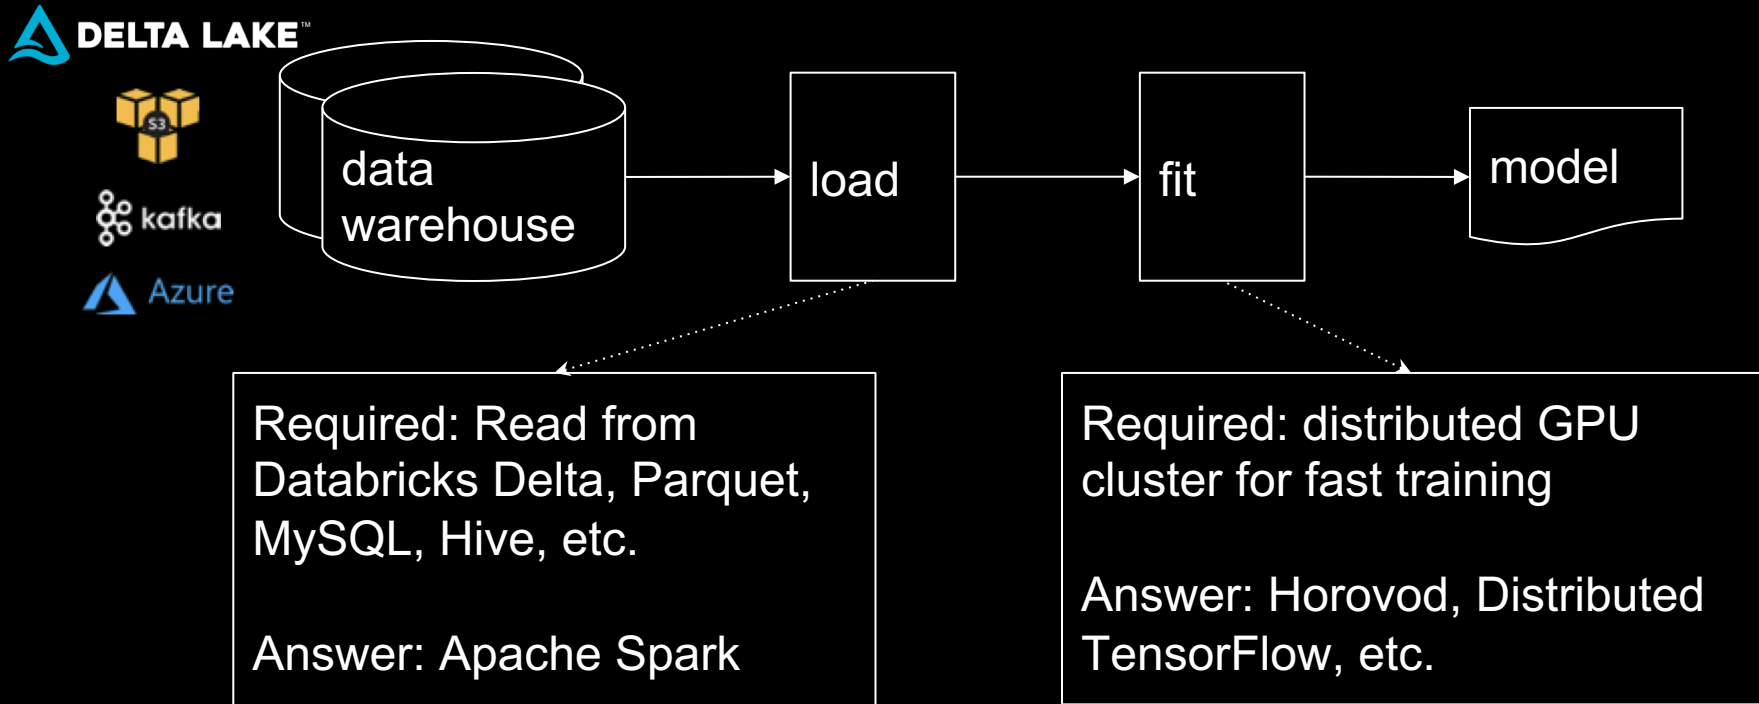 DELTA LAKE™
S3
kafka
Azure
data
warehouse
load
fit
model
Required: Read from
Databricks Delta, Parquet,
MySQL, Hive, etc.
Answer: Apache Spark
Required: distributed GPU
cluster for fast training
Answer: Horovod, Distributed
TensorFlow, etc.